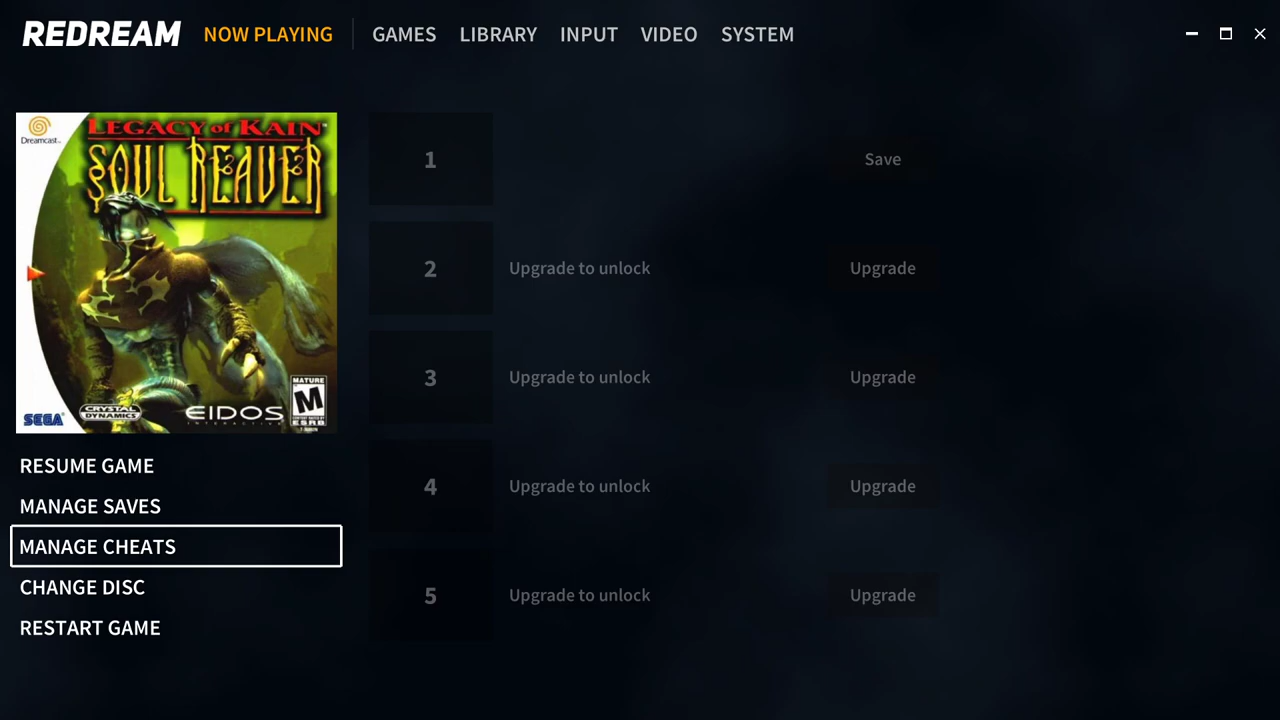 REDREAM NOW PLAYING GAMES LIBRARY INPUT VIDEO SYSTEM
Dreamcast
LEGACY of KAIN
SOUL REAVER
SEGA
CRYSTAL
DYNAMICS
EIDOS
INTERACTIVE
MATURE
M
ESRB
1 Save
2 Upgrade to unlock Upgrade
3 Upgrade to unlock Upgrade
4 Upgrade to unlock Upgrade
5 Upgrade to unlock Upgrade
RESUME GAME
MANAGE SAVES
MANAGE CHEATS
CHANGE DISC
RESTART GAME